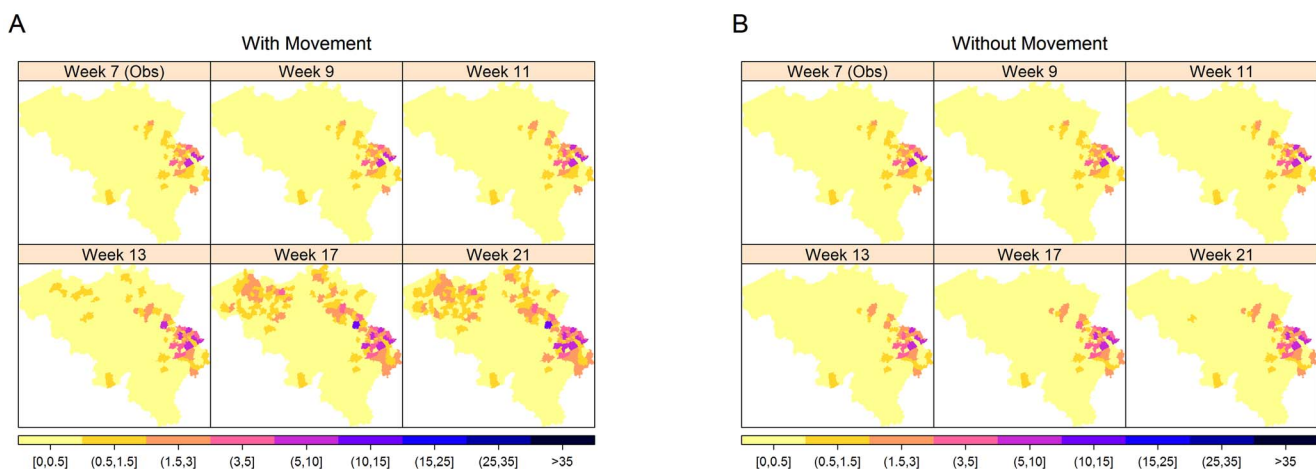 A
With Movement
Week 7 (Obs) Week 9 Week 11
Week 13 Week 17 Week 21
[0,0.5] (0.5,1.5] (1.5,3] (3,5] (5,10] (10,15] (15,25] (25,35] >35
B
Without Movement
Week 7 (Obs) Week 9 Week 11
Week 13 Week 17 Week 21
[0,0.5] (0.5,1.5] (1.5,3] (3,5] (5,10] (10,15] (15,25] (25,35] >35